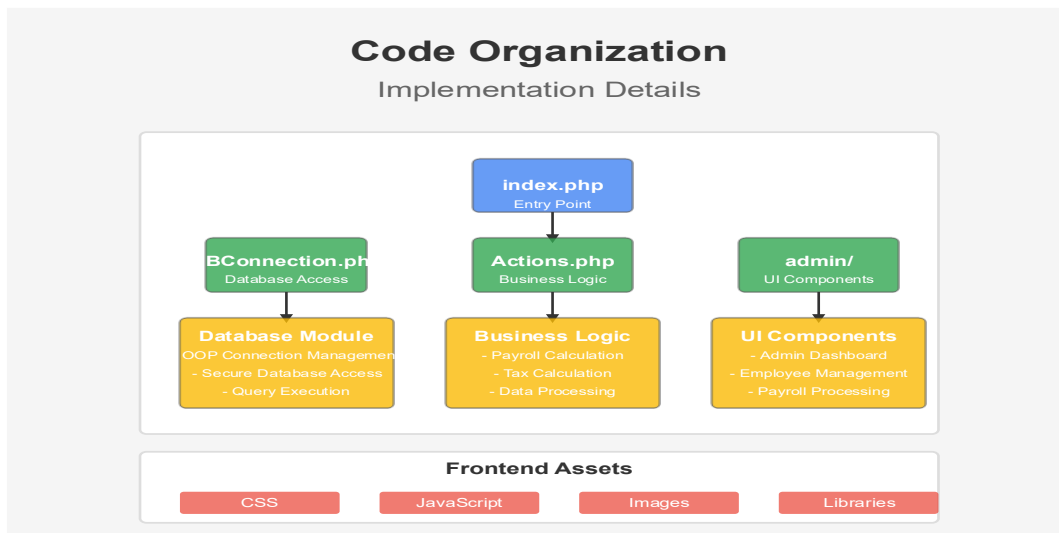 Code Organization
Implementation Details
index.php
Entry Point
BConnection.ph
Database Access
Actions.php
Business Logic
admin/
UI Components
Database Module
OOP Connection Managemen
- Secure Database Access
- Query Execution
Business Logic
- Payroll Calculation
- Tax Calculation
- Data Processing
UI Components
- Admin Dashboard
- Employee Management
- Payroll Processing
Frontend Assets
CSS
JavaScript
Images
Libraries